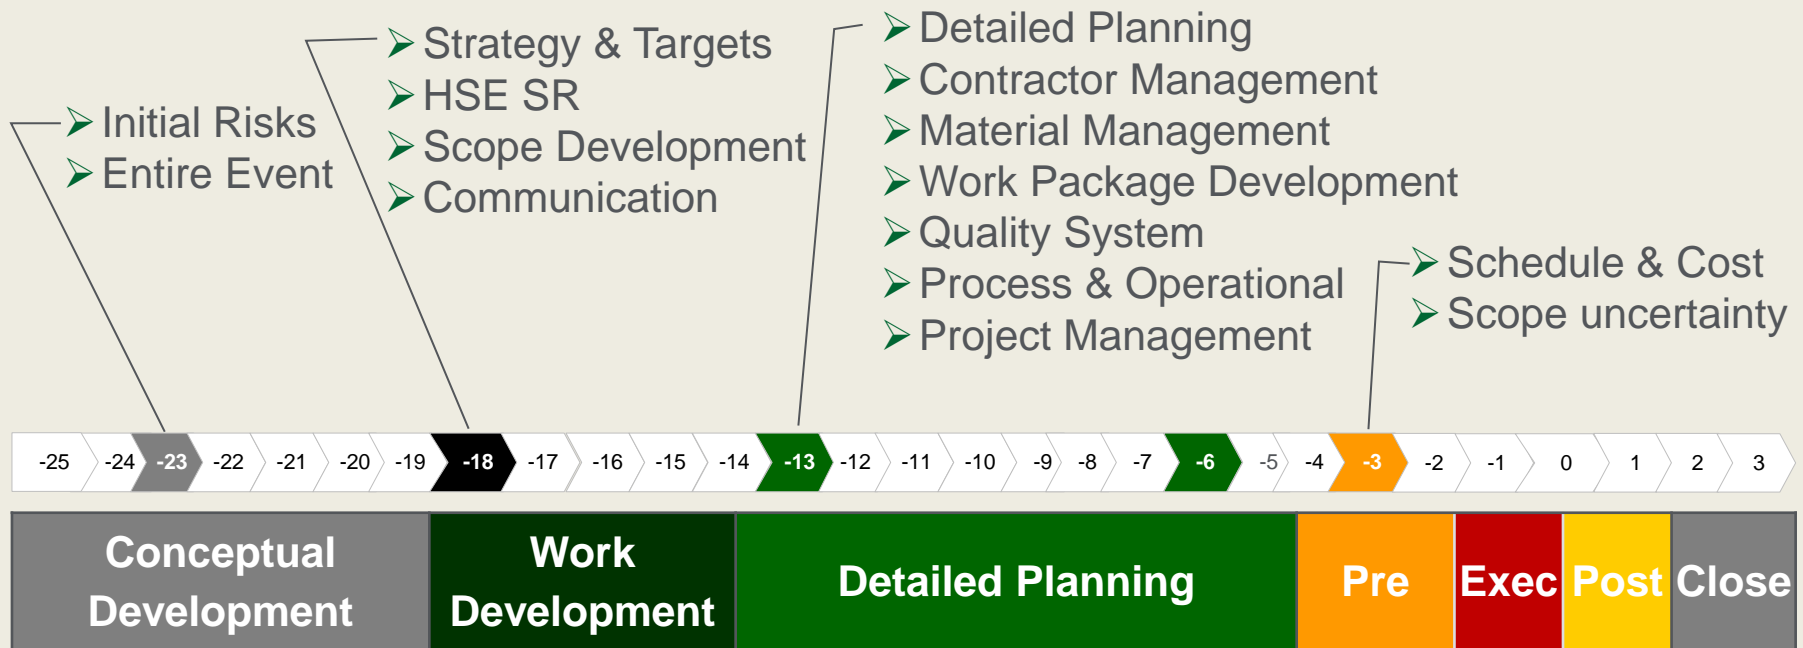 Initial Risks
Entire Event
Strategy & Targets
HSE SR
Scope Development
Communication
Detailed Planning
Contractor Management
Material Management
Work Package Development
Quality System
Process & Operational
Project Management
Schedule & Cost
Scope uncertainty
-25 -24 -23 -22 -21 -20 -19 -18 -17 -16 -15 -14 -13 -12 -11 -10 -9 -8 -7 -6 -5 -4 -3 -2 -1 0 1 2 3
Conceptual
Development
Work
Development
Detailed Planning
Pre
Exec
Post
Close